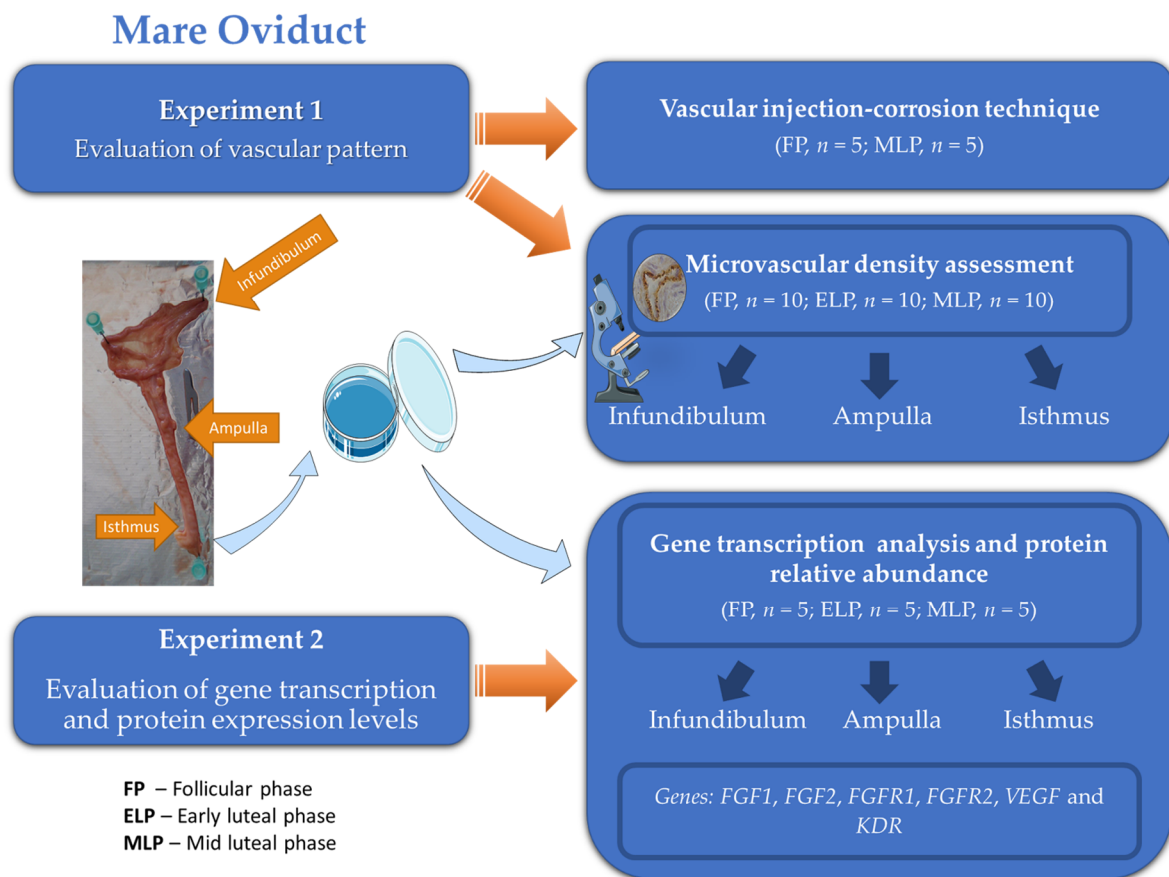 Mare Oviduct
Experiment 1
Evaluation of vascular pattern
Vascular injection-corrosion technique
(FP, n = 5; MLP, n = 5)
Infundibulum
Ampulla
Isthmus
Microvascular density assessment
(FP, n = 10; ELP, n = 10; MLP, n = 10)
Infundibulum
Ampulla
Isthmus
Experiment 2
Evaluation of gene transcription
and protein expression levels
Gene transcription analysis and protein
relative abundance
(FP, n = 5; ELP, n = 5; MLP, n = 5)
Infundibulum
Ampulla
Isthmus
Genes: FGF1, FGF2, FGFR1, FGFR2, VEGF and
KDR
FP – Follicular phase
ELP – Early luteal phase
MLP – Mid luteal phase